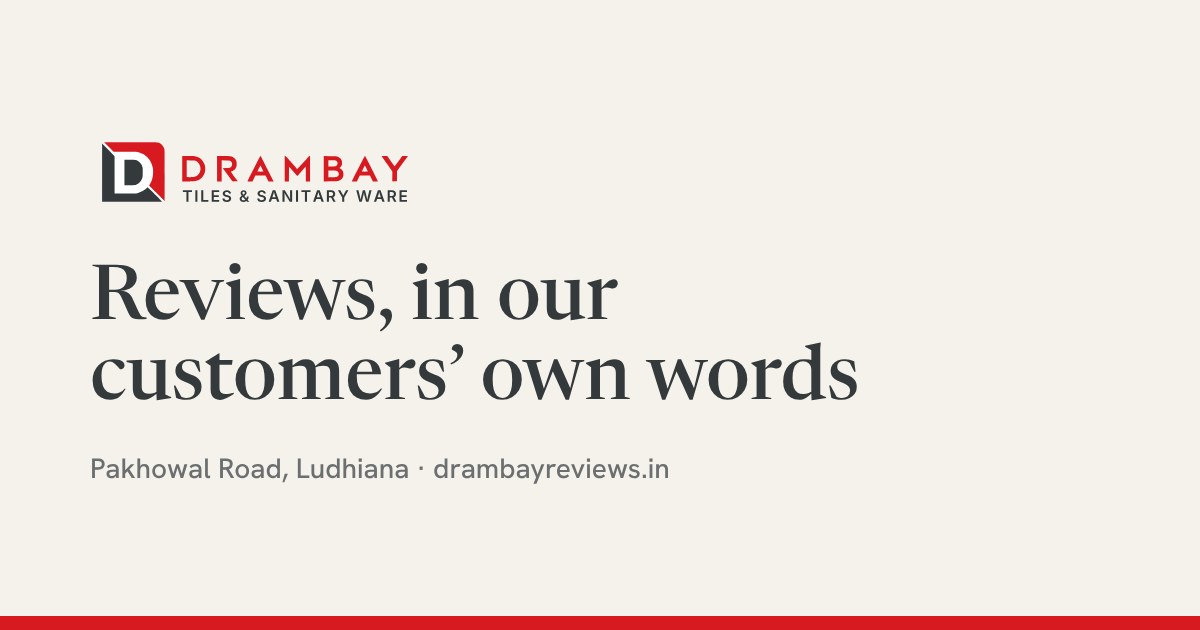 D DRAMBAY
TILES & SANITARY WARE
Reviews, in our
customers’ own words
Pakhowal Road, Ludhiana · drambayreviews.in